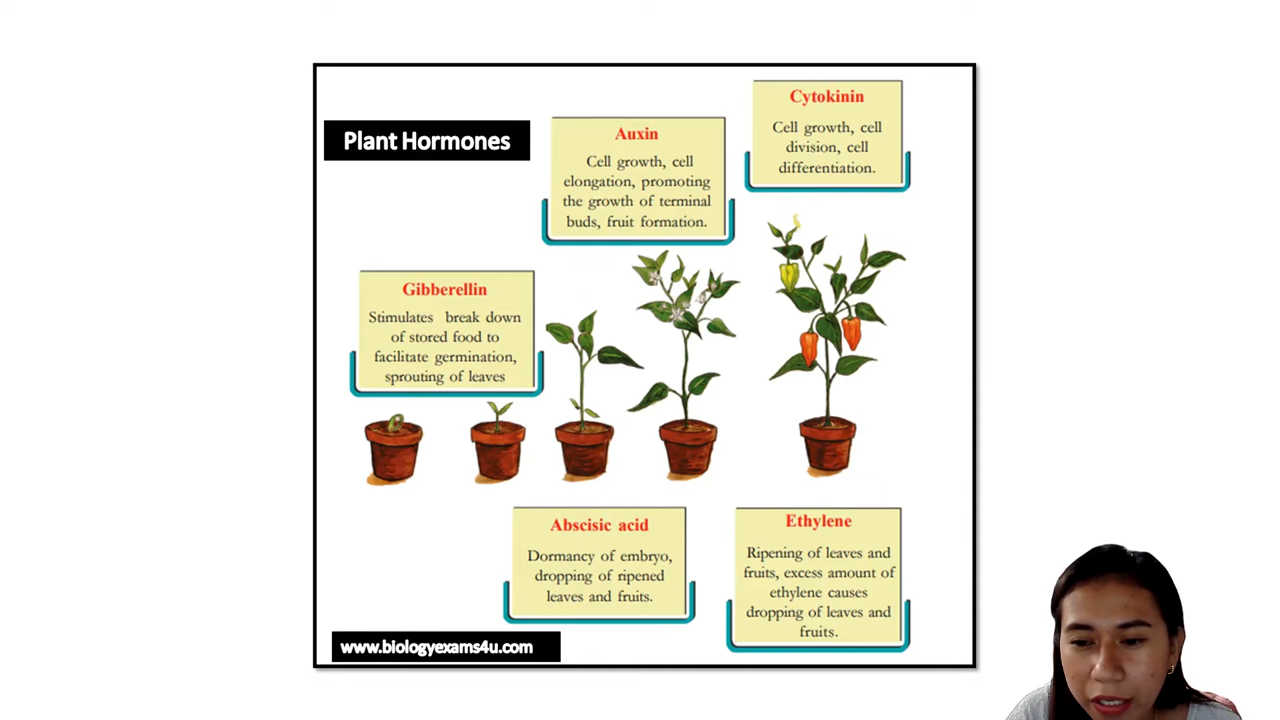 Plant Hormones
Auxin
Cell growth, cell
elongation, promoting
the growth of terminal
buds, fruit formation.
Cytokinin
Cell growth, cell
division, cell
differentiation.
Gibberellin
Stimulates break down
of stored food to
facilitate germination,
sprouting of leaves
Abscisic acid
Dormancy of embryo,
dropping of ripened
leaves and fruits.
Ethylene
Ripening of leaves and
fruits, excess amount of
ethylene causes
dropping of leaves and
fruits.
www.biologyexams4u.com